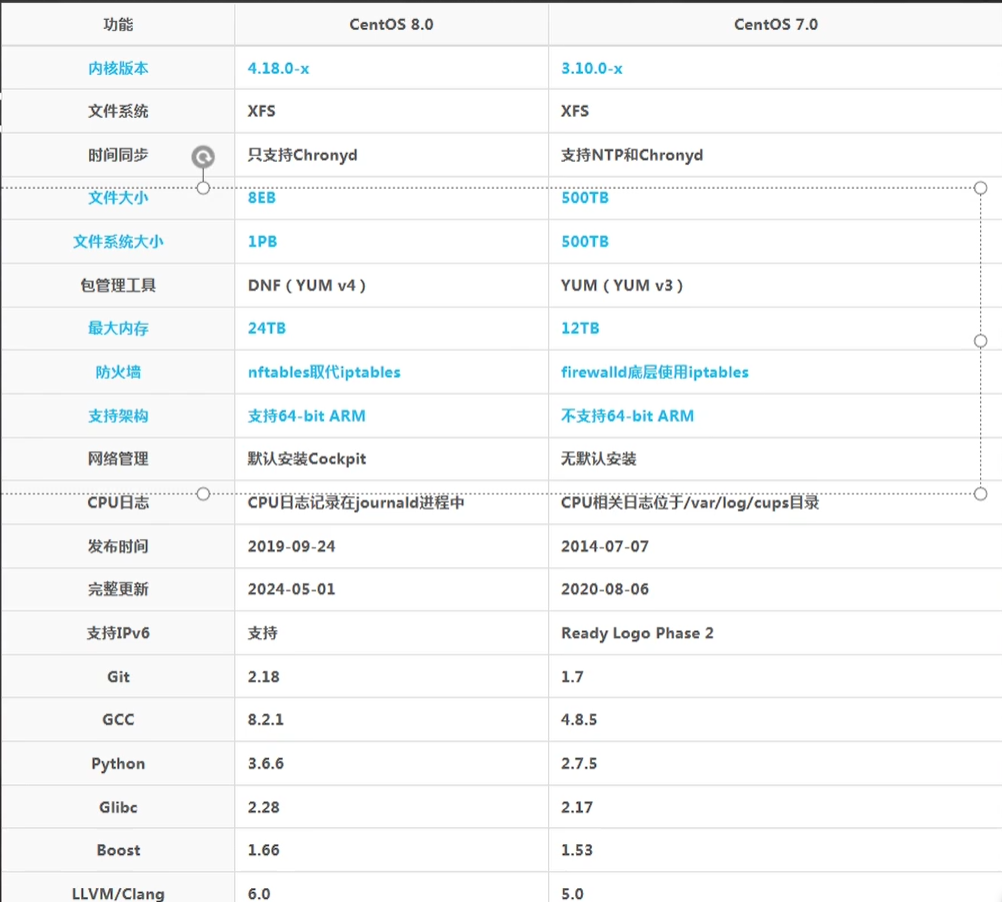 功能 CentOS 8.0 CentOS 7.0
内核版本 4.18.0-x 3.10.0-x
文件系统 XFS XFS
时间同步 只支持Chronyd 支持NTP和Chronyd
文件大小 8EB 500TB
文件系统大小 1PB 500TB
包管理工具 DNF（YUM v4） YUM（YUM v3）
最大内存 24TB 12TB
防火墙 nftables取代iptables firewalld底层使用iptables
支持架构 支持64-bit ARM 不支持64-bit ARM
网络管理 默认安装Cockpit 无默认安装
CPU日志 CPU日志记录在journald进程中 CPU相关日志位于/var/log/cups目录
发布时间 2019-09-24 2014-07-07
完整更新 2024-05-01 2020-08-06
支持IPv6 支持 Ready Logo Phase 2
Git 2.18 1.7
GCC 8.2.1 4.8.5
Python 3.6.6 2.7.5
Glibc 2.28 2.17
Boost 1.66 1.53
LLVM/Clang 6.0 5.0